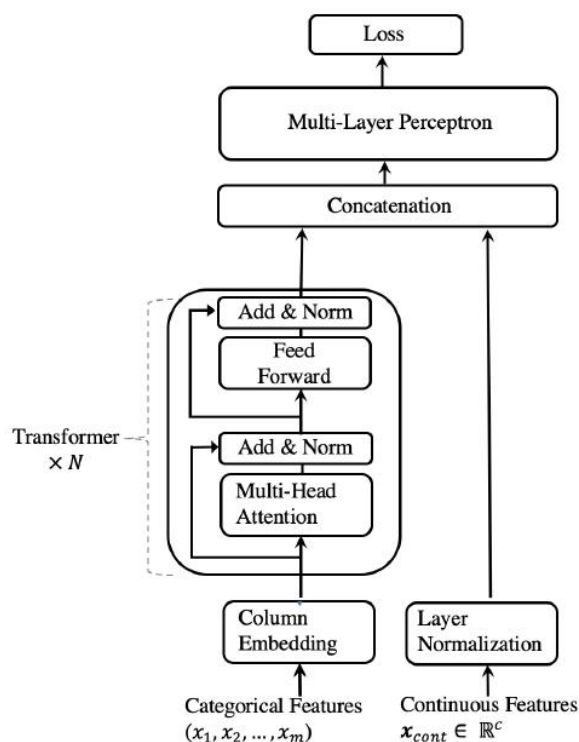 Loss
Multi-Layer Perceptron
Concatenation
Add & Norm
Feed
Forward
Transformer
× N
Add & Norm
Multi-Head
Attention
Column
Embedding
Layer
Normalization
Categorical Features
(x₁, x₂, ..., xₘ)
Continuous Features
x_cont ∈ ℝᶜ